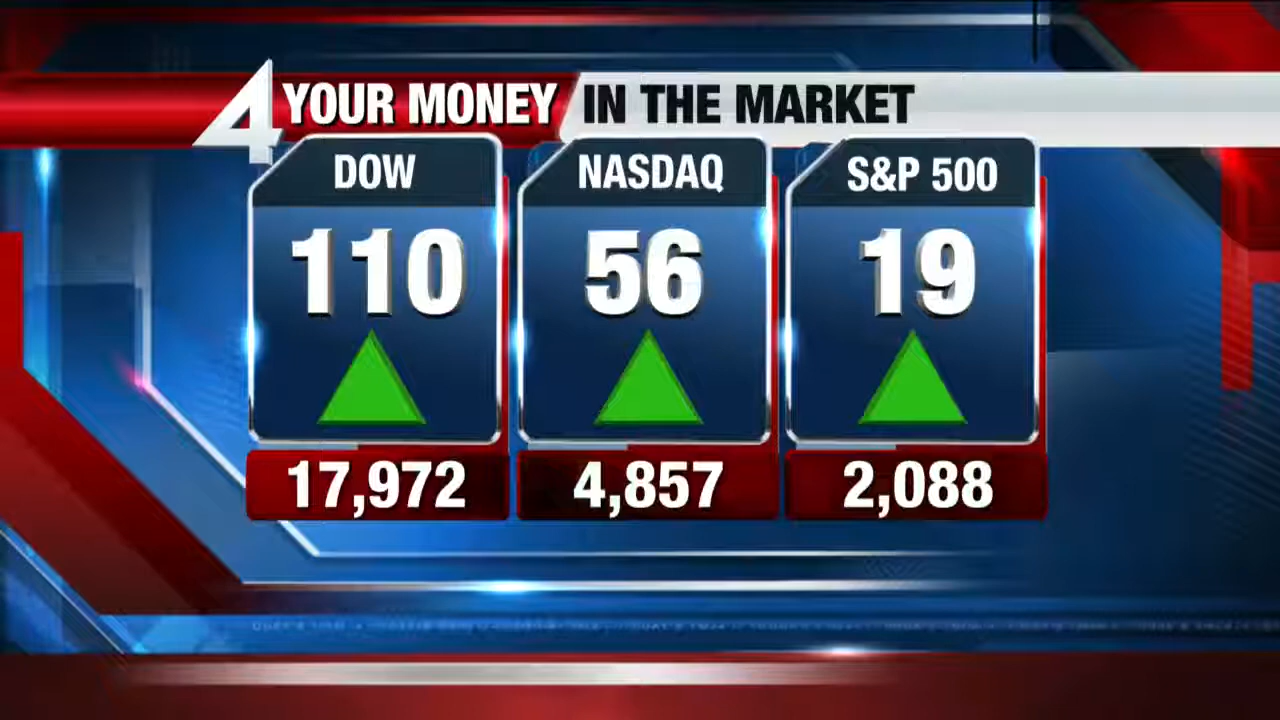 4 YOUR MONEY IN THE MARKET
DOW NASDAQ S&P 500
110 56 19
17,972 4,857 2,088